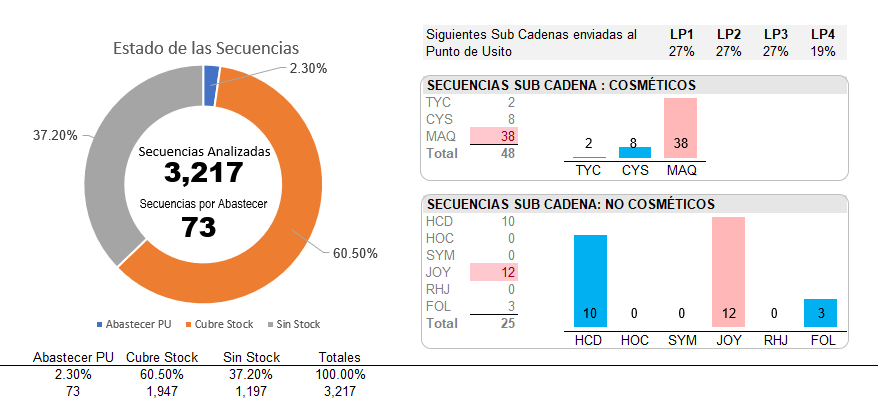 Estado de las Secuencias
2.30%
37.20%
Secuencias Analizadas
3,217
Secuencias por Abastecer
73
60.50%
Abastecer PU Cubre Stock Sin Stock
Abastecer PU Cubre Stock Sin Stock Totales
2.30% 60.50% 37.20% 100.00%
73 1,947 1,197 3,217
Siguientes Sub Cadenas enviadas al LP1 LP2 LP3 LP4
Punto de Usito 27% 27% 27% 19%
SECUENCIAS SUB CADENA : COSMÉTICOS
TYC 2
CYS 8
MAQ 38
Total 48
2 8 38
TYC CYS MAQ
SECUENCIAS SUB CADENA: NO COSMÉTICOS
HCD 10
HOC 0
SYM 0
JOY 12
RHJ 0
FOL 3
Total 25
10 0 0 12 0 3
HCD HOC SYM JOY RHJ FOL